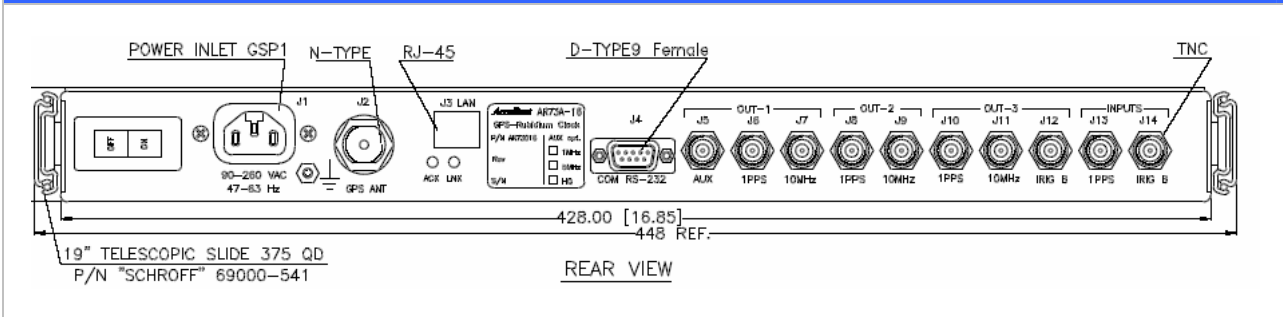 POWER INLET GSP1
N-TYPE
RJ-45
D-TYPE9 Female
TNC
J1
J2
J3 LAN
AccuBeat AR73A-16
GPS-Rubidium Clock
P/N AR72016
AUX opt.
1MHz
5MHz
HQ
Rev
S/N
J4
OUT-1
OUT-2
OUT-3
INPUTS
J5 J6 J7 J8 J9 J10 J11 J12 J13 J14
OFF
ON
90-260 VAC
47-63 Hz
GPS ANT
ACK LNK
COM RS-232
AUX 1PPS 10MHz 1PPS 10MHz 1PPS 10MHz IRIG B 1PPS IRIG B
428.00 [16.85]
448 REF.
19" TELESCOPIC SLIDE 375 QD
P/N "SCHROFF" 69000-541
REAR VIEW